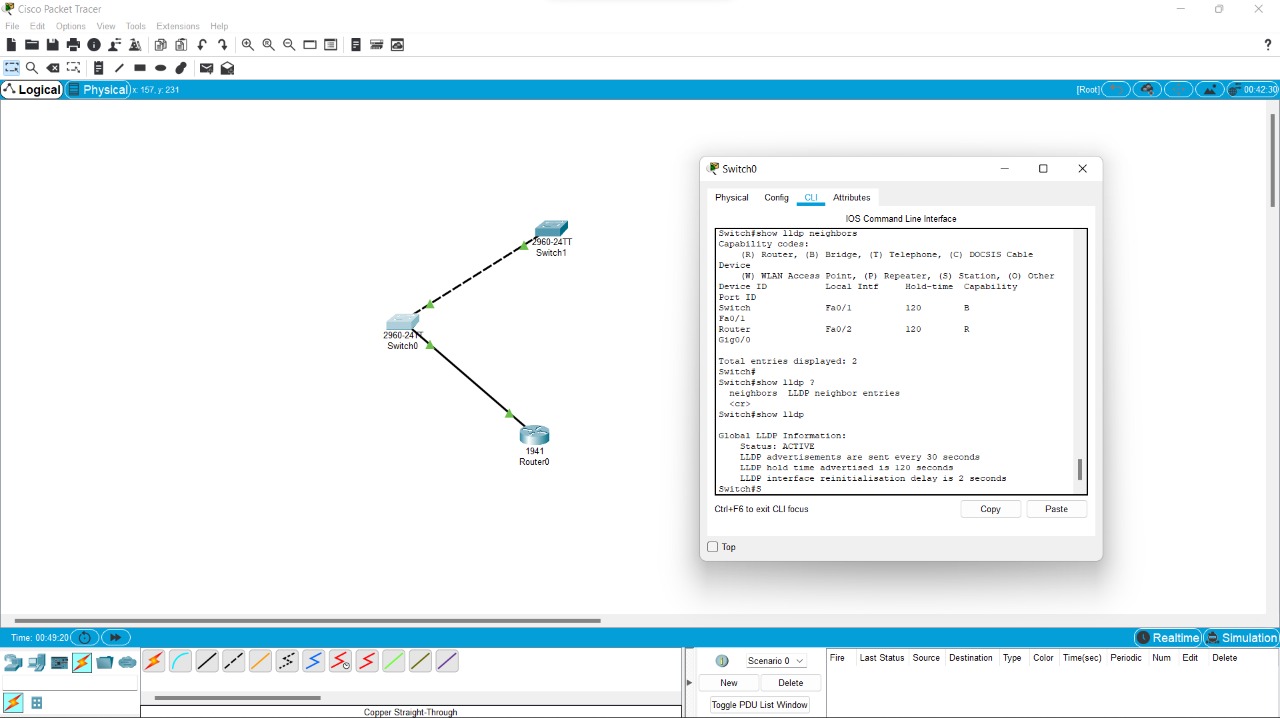 Cisco Packet Tracer
File Edit Options View Tools Extensions Help
?
Logical Physical x: 157, y: 231 [Root] 00:42:30
2960-24TT
Switch1
2960-24TT
Switch0
1941
Router0
Switch0
Physical Config CLI Attributes
IOS Command Line Interface
Switch#show lldp neighbors
Capability codes:
(R) Router, (B) Bridge, (T) Telephone, (C) DOCSIS Cable
Device
(W) WLAN Access Point, (P) Repeater, (S) Station, (O) Other
Device ID Local Intf Hold-time Capability
Port ID
Switch Fa0/1 120 B
Fa0/1
Router Fa0/2 120 R
Gig0/0
Total entries displayed: 2
Switch#
Switch#show lldp ?
neighbors LLDP neighbor entries
<cr>
Switch#show lldp
Global LLDP Information:
Status: ACTIVE
LLDP advertisements are sent every 30 seconds
LLDP hold time advertised is 120 seconds
LLDP interface reinitialisation delay is 2 seconds
Switch#S
Ctrl+F6 to exit CLI focus Copy Paste
Top
Time: 00:49:20 Realtime Simulation
Scenario 0
New Delete
Toggle PDU List Window
Fire Last Status Source Destination Type Color Time(sec) Periodic Num Edit Delete
Copper Straight-Through